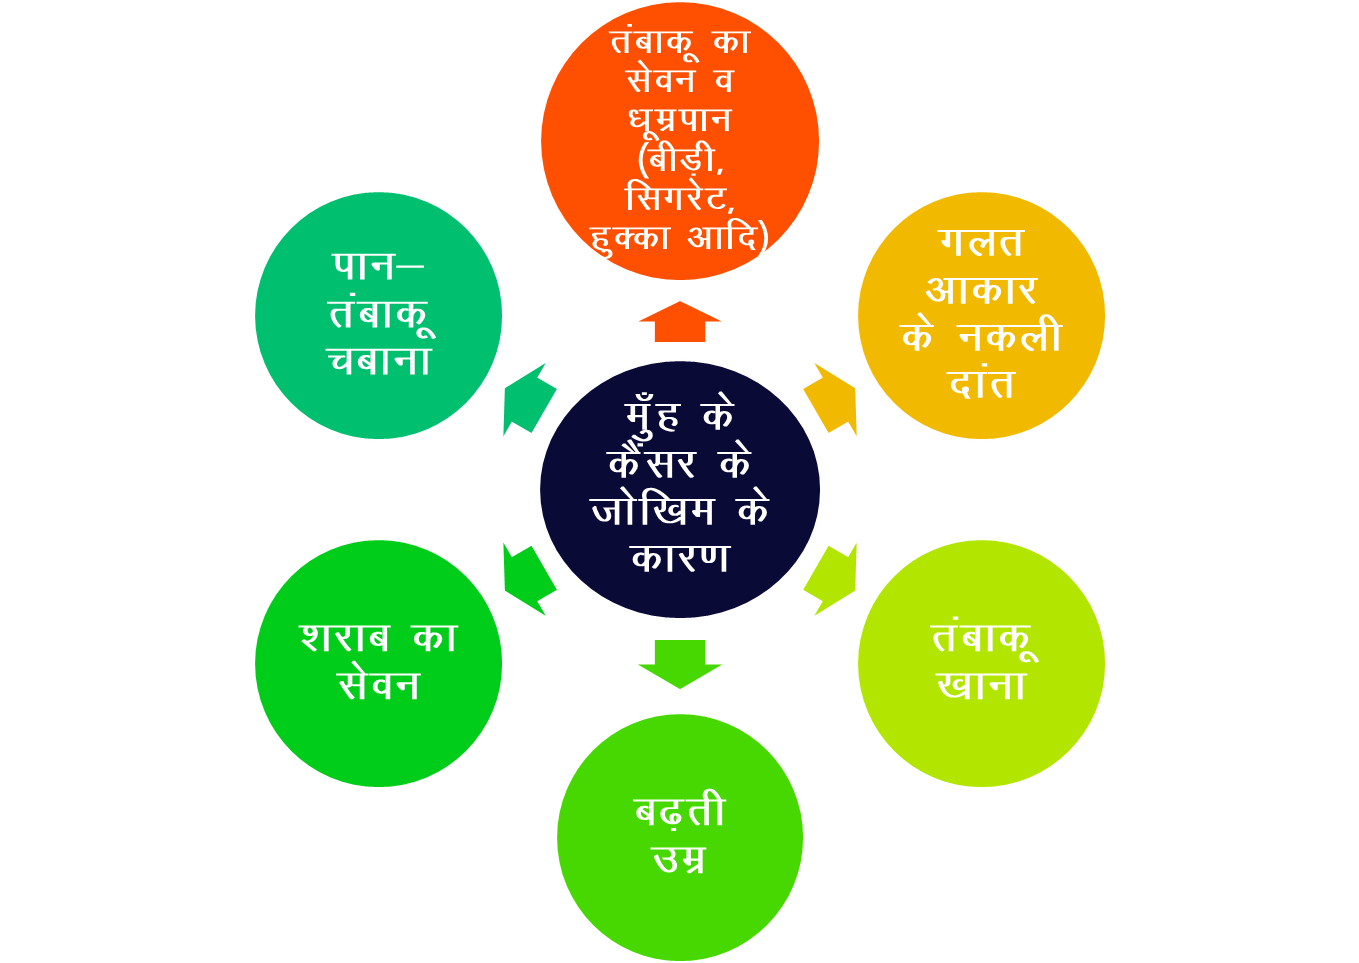 तंबाकू का
सेवन व
धूम्रपान
(बीड़ी,
सिगरेट,
हुक्का आदि)
गलत
आकार
के नकली
दांत
तंबाकू
खाना
बढ़ती
उम्र
शराब का
सेवन
पान–
तंबाकू
चबाना
मुँह के
कैंसर के
जोखिम के
कारण